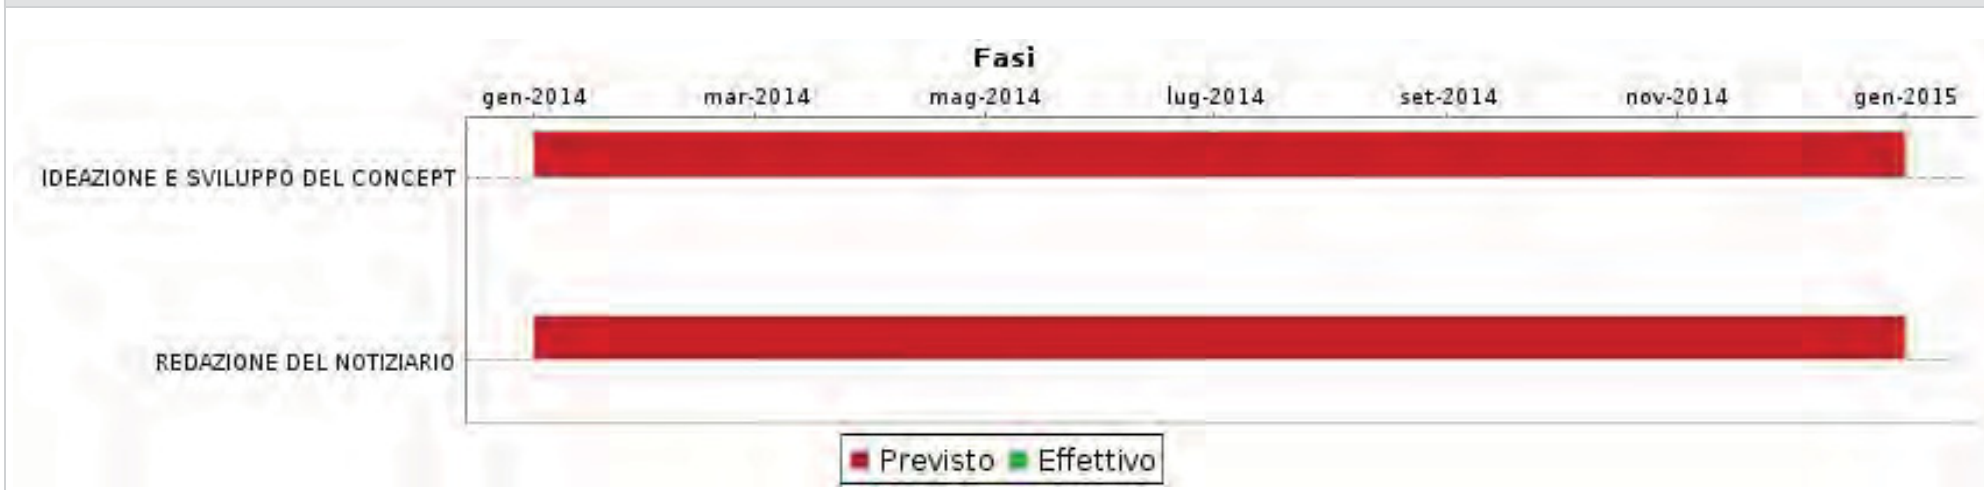 Fasi
gen-2014 mar-2014 mag-2014 lug-2014 set-2014 nov-2014 gen-2015
IDEAZIONE E SVILUPPO DEL CONCEPT
REDAZIONE DEL NOTIZIARIO
Previsto Effettivo